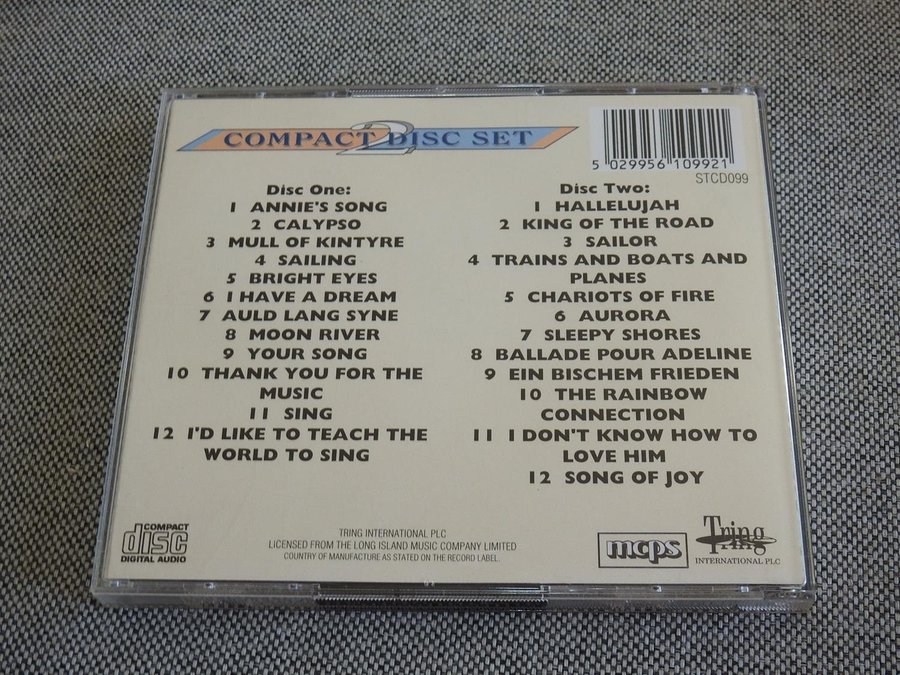 COMPACT 2 DISC SET
5 029956 109921
STCD099
Disc One:
1 ANNIE'S SONG
2 CALYPSO
3 MULL OF KINTYRE
4 SAILING
5 BRIGHT EYES
6 I HAVE A DREAM
7 AULD LANG SYNE
8 MOON RIVER
9 YOUR SONG
10 THANK YOU FOR THE
MUSIC
11 SING
12 I'D LIKE TO TEACH THE
WORLD TO SING
Disc Two:
1 HALLELUJAH
2 KING OF THE ROAD
3 SAILOR
4 TRAINS AND BOATS AND
PLANES
5 CHARIOTS OF FIRE
6 AURORA
7 SLEEPY SHORES
8 BALLADE POUR ADELINE
9 EIN BISCHEM FRIEDEN
10 THE RAINBOW
CONNECTION
11 I DON'T KNOW HOW TO
LOVE HIM
12 SONG OF JOY
COMPACT
disc
DIGITAL AUDIO
TRING INTERNATIONAL PLC
LICENSED FROM THE LONG ISLAND MUSIC COMPANY LIMITED
COUNTRY OF MANUFACTURE AS STATED ON THE RECORD LABEL.
mcps
Tring
INTERNATIONAL PLC